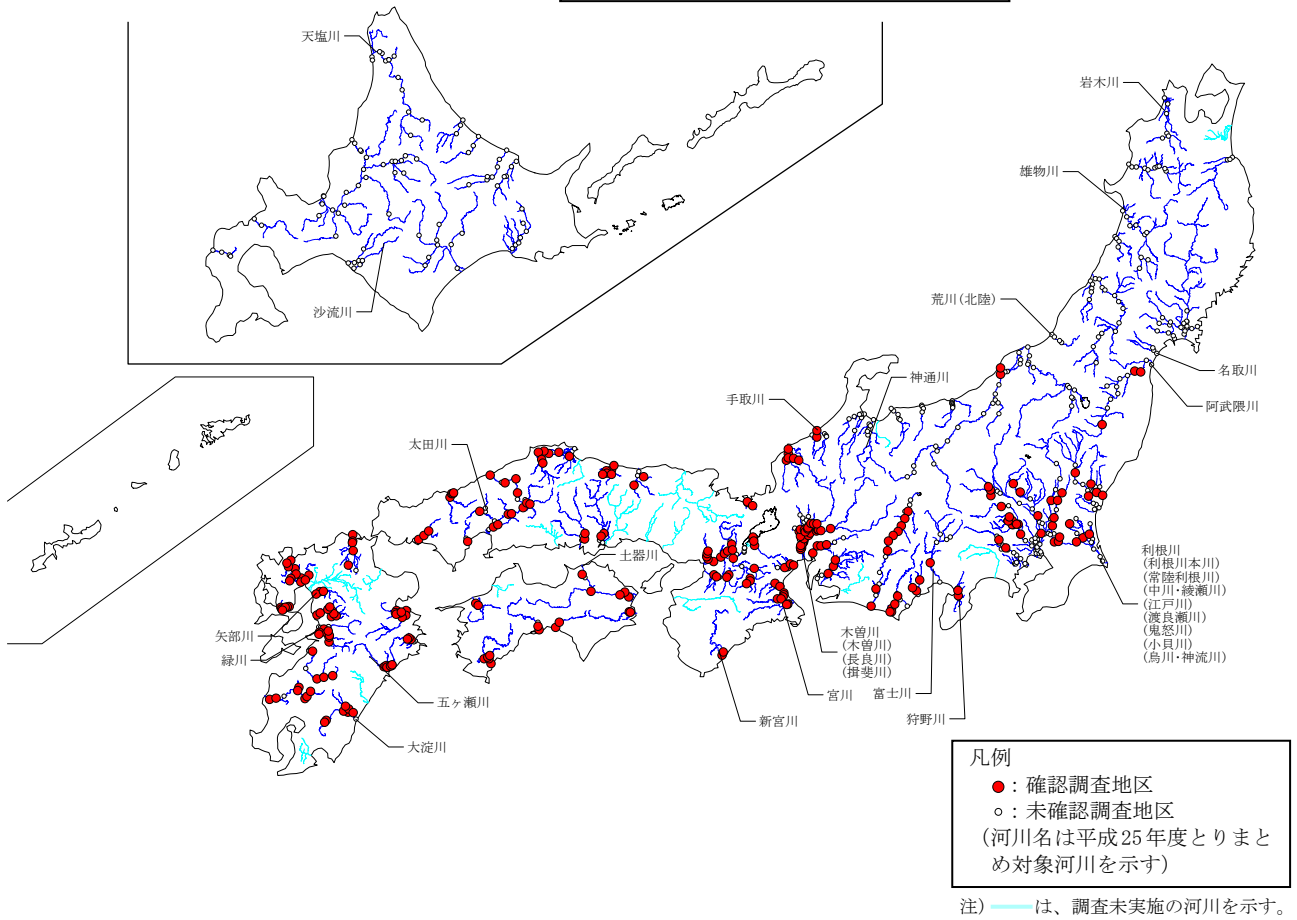 天塩川
岩木川
雄物川
沙流川
荒川(北陸)
神通川
名取川
手取川
阿武隈川
太田川
土器川
利根川
(利根川本川)
(常陸利根川)
(中川・綾瀬川)
(江戸川)
(渡良瀬川)
(鬼怒川)
(小貝川)
(烏川・神流川)
矢部川
緑川
木曽川
(木曽川)
(長良川)
(揖斐川)
五ヶ瀬川
宮川
富士川
新宮川
狩野川
大淀川
凡例
●：確認調査地区
○：未確認調査地区
(河川名は平成25年度とりまと
め対象河川を示す)
注) ━━は、調査未実施の河川を示す。